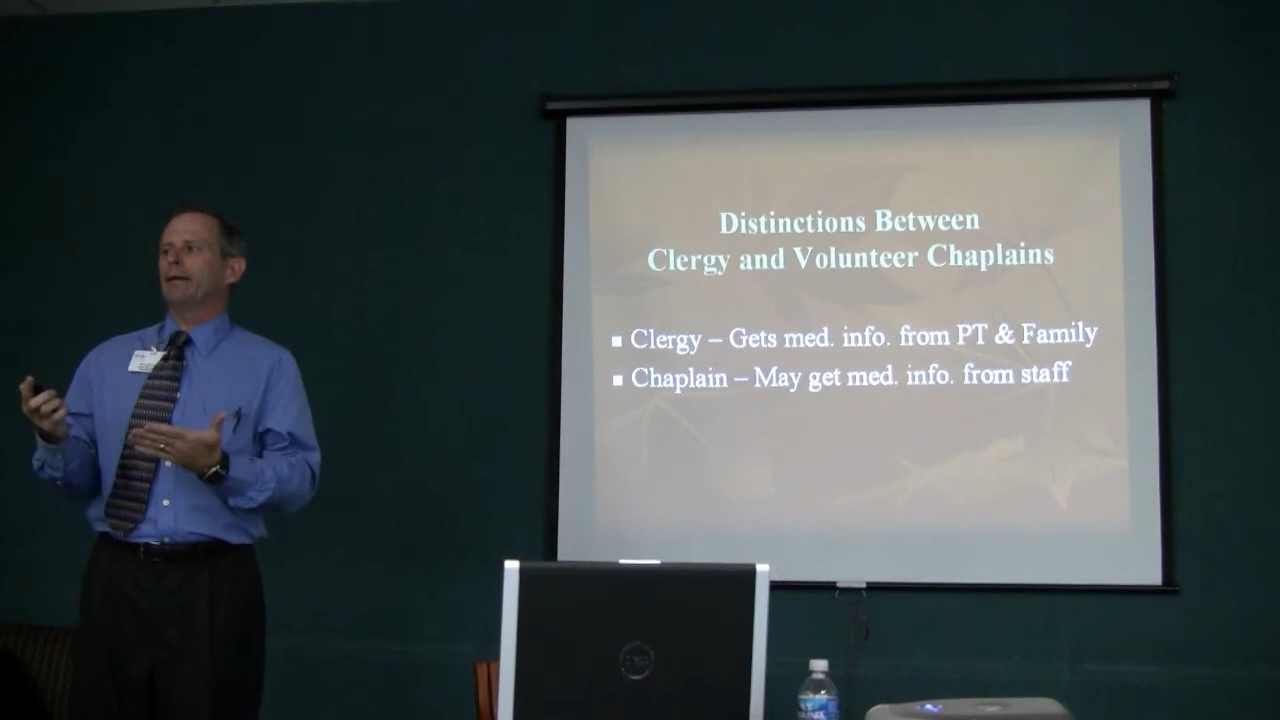 Distinctions Between
Clergy and Volunteer Chaplains
▪ Clergy – Gets med. info. from PT & Family
▪ Chaplain – May get med. info. from staff
DELL